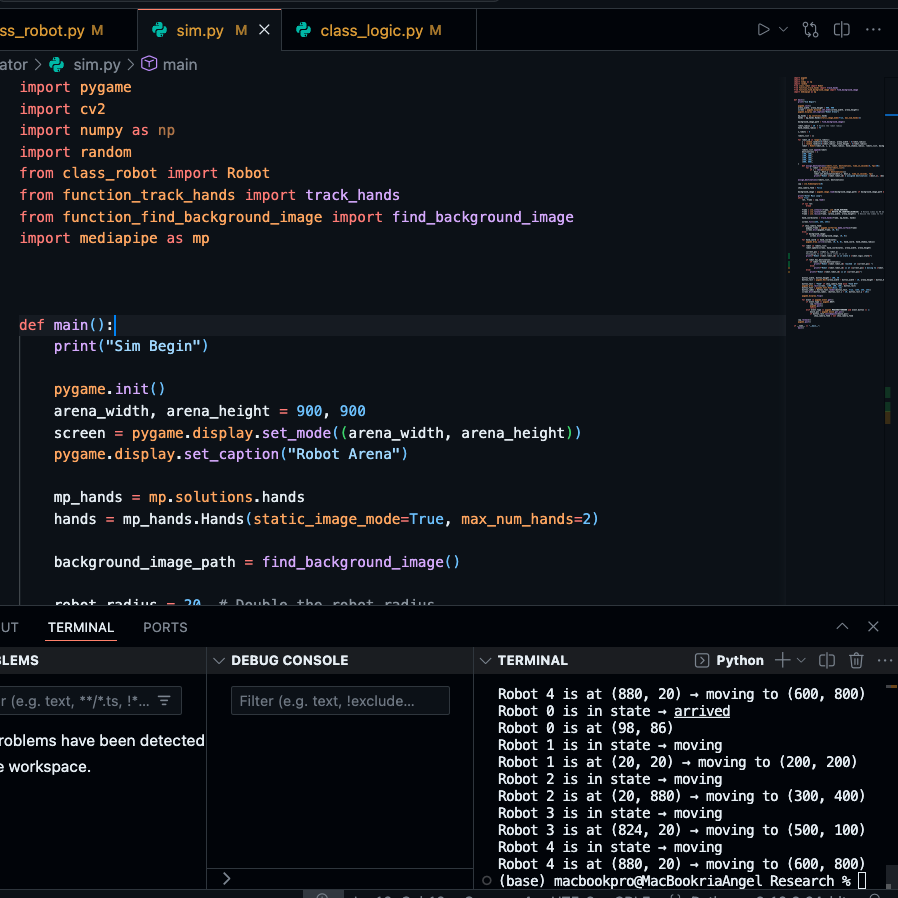 ss_robot.py M
sim.py M
class_logic.py M
ator > sim.py > main
import pygame
import cv2
import numpy as np
import random
from class_robot import Robot
from function_track_hands import track_hands
from function_find_background_image import find_background_image
import mediapipe as mp
def main():
print("Sim Begin")
pygame.init()
arena_width, arena_height = 900, 900
screen = pygame.display.set_mode((arena_width, arena_height))
pygame.display.set_caption("Robot Arena")
mp_hands = mp.solutions.hands
hands = mp_hands.Hands(static_image_mode=True, max_num_hands=2)
background_image_path = find_background_image()
robot_radius = 20 # Double the robot radius
UT TERMINAL PORTS
LEMS
r (e.g. text, **/*.ts, !*...
roblems have been detected
e workspace.
DEBUG CONSOLE
Filter (e.g. text, !exclude...
TERMINAL Python
Robot 4 is at (880, 20) → moving to (600, 800)
Robot 0 is in state → arrived
Robot 0 is at (98, 86)
Robot 1 is in state → moving
Robot 1 is at (20, 20) → moving to (200, 200)
Robot 2 is in state → moving
Robot 2 is at (20, 880) → moving to (300, 400)
Robot 3 is in state → moving
Robot 3 is at (824, 20) → moving to (500, 100)
Robot 4 is in state → moving
Robot 4 is at (880, 20) → moving to (600, 800)
(base) macbookpro@MacBookriaAngel Research %